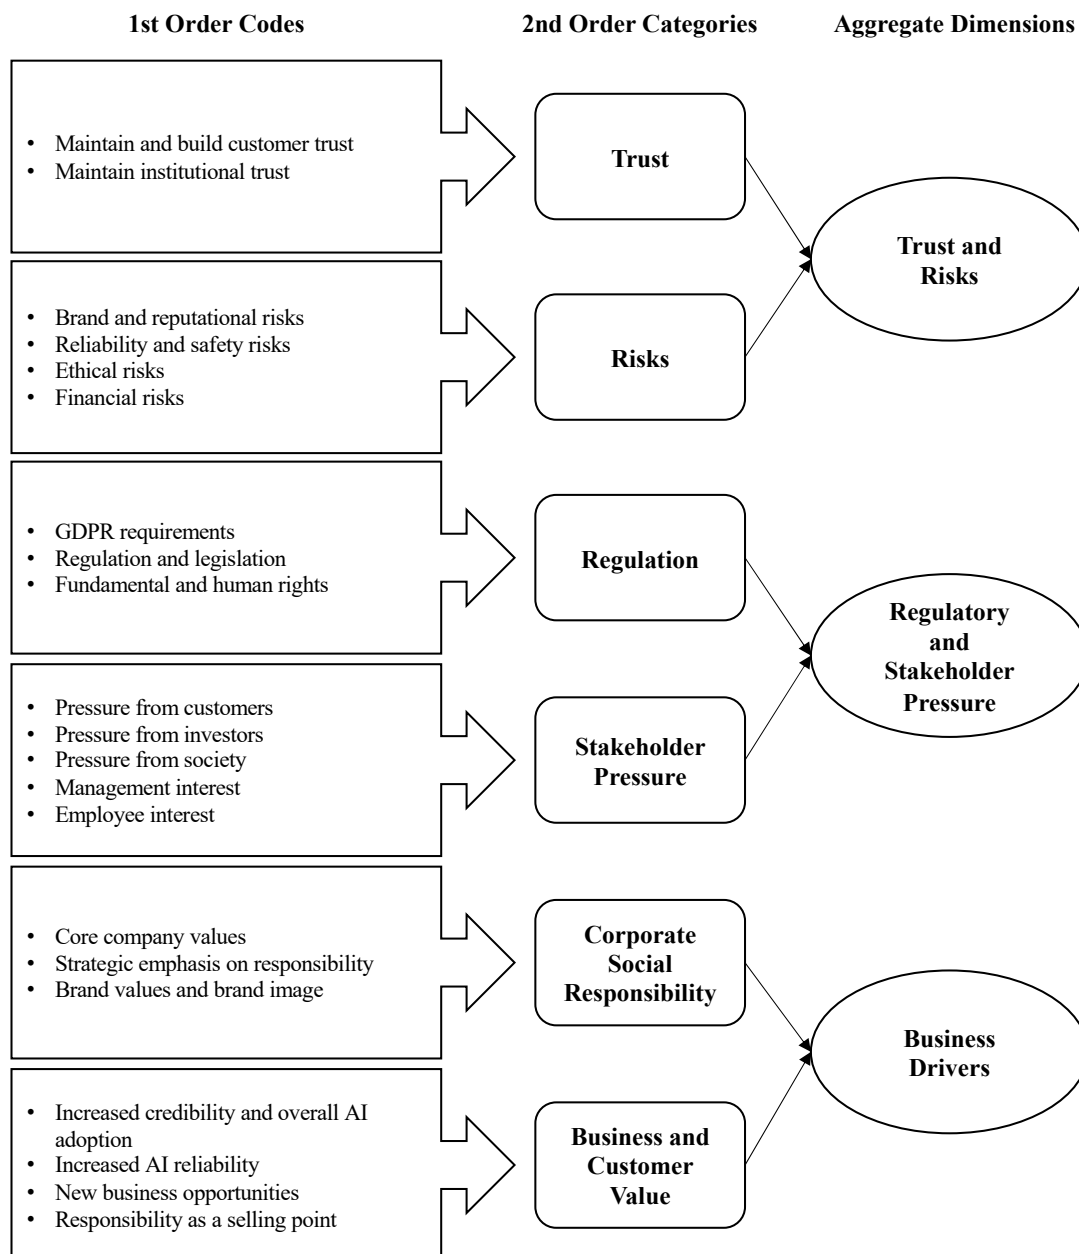 1st Order Codes
2nd Order Categories
Aggregate Dimensions
• Maintain and build customer trust
• Maintain institutional trust
Trust
• Brand and reputational risks
• Reliability and safety risks
• Ethical risks
• Financial risks
Risks
Trust and
Risks
• GDPR requirements
• Regulation and legislation
• Fundamental and human rights
Regulation
• Pressure from customers
• Pressure from investors
• Pressure from society
• Management interest
• Employee interest
Stakeholder
Pressure
Regulatory
and
Stakeholder
Pressure
• Core company values
• Strategic emphasis on responsibility
• Brand values and brand image
Corporate
Social
Responsibility
• Increased credibility and overall AI
adoption
• Increased AI reliability
• New business opportunities
• Responsibility as a selling point
Business and
Customer
Value
Business
Drivers